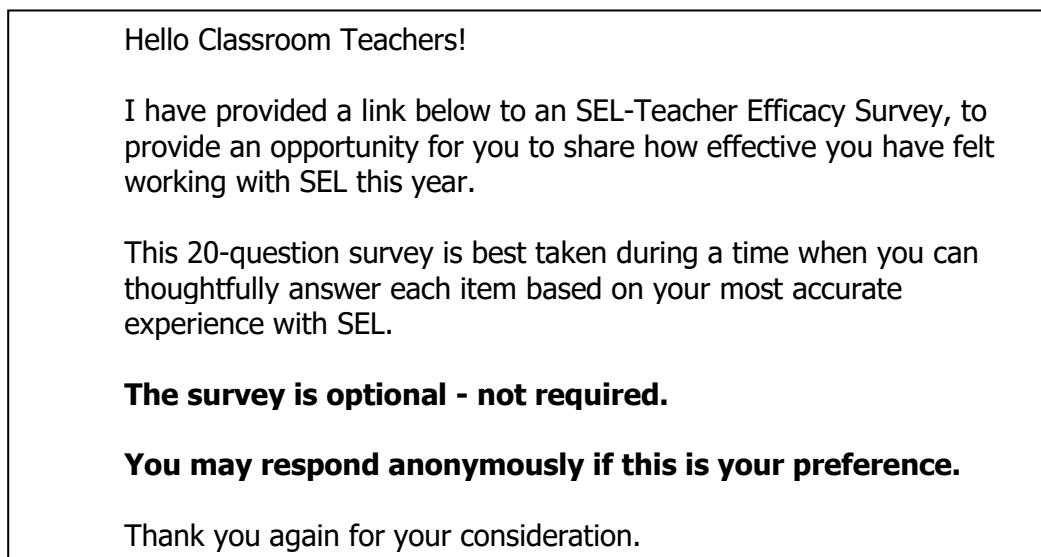 Hello Classroom Teachers!
I have provided a link below to an SEL-Teacher Efficacy Survey, to
provide an opportunity for you to share how effective you have felt
working with SEL this year.
This 20-question survey is best taken during a time when you can
thoughtfully answer each item based on your most accurate
experience with SEL.
The survey is optional - not required.
You may respond anonymously if this is your preference.
Thank you again for your consideration.